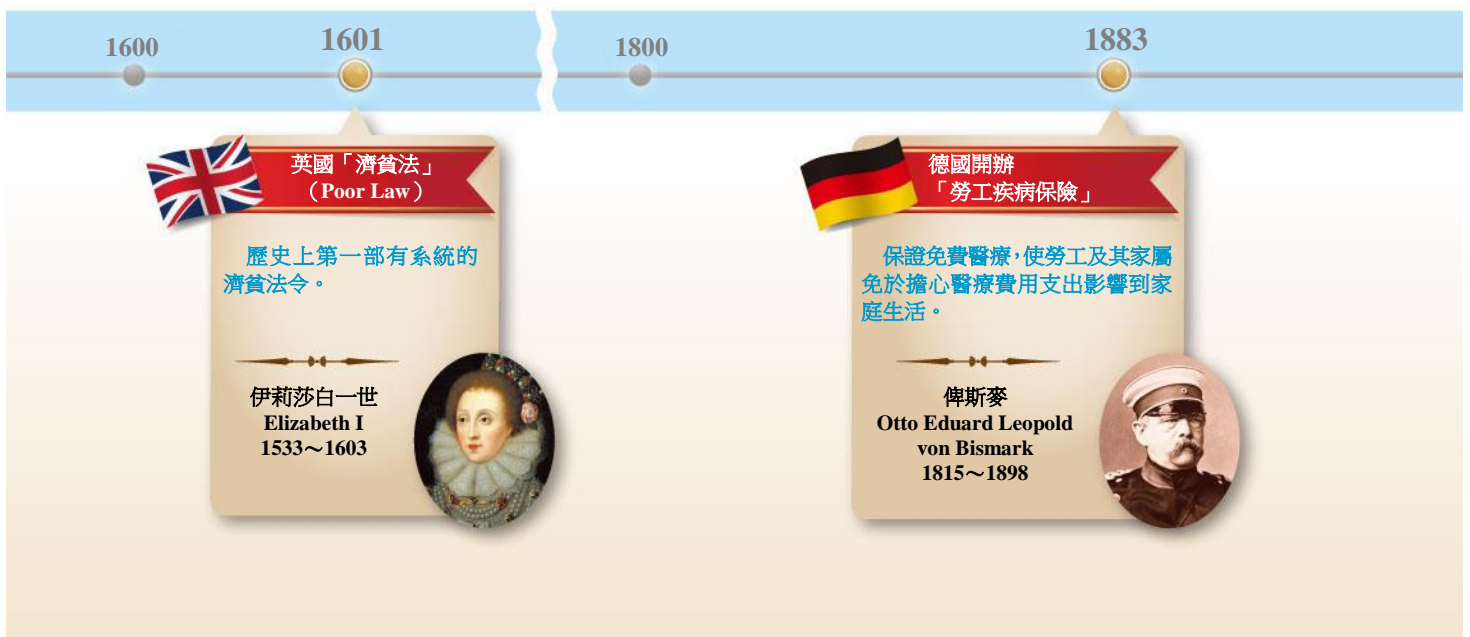 1600
1601
1800
1883
英國「濟貧法」
（Poor Law）
歷史上第一部有系統的
濟貧法令。
伊莉莎白一世
Elizabeth I
1533～1603
德國開辦
「勞工疾病保險」
保證免費醫療，使勞工及其家屬
免於擔心醫療費用支出影響到家
庭生活。
俾斯麥
Otto Eduard Leopold
von Bismark
1815～1898